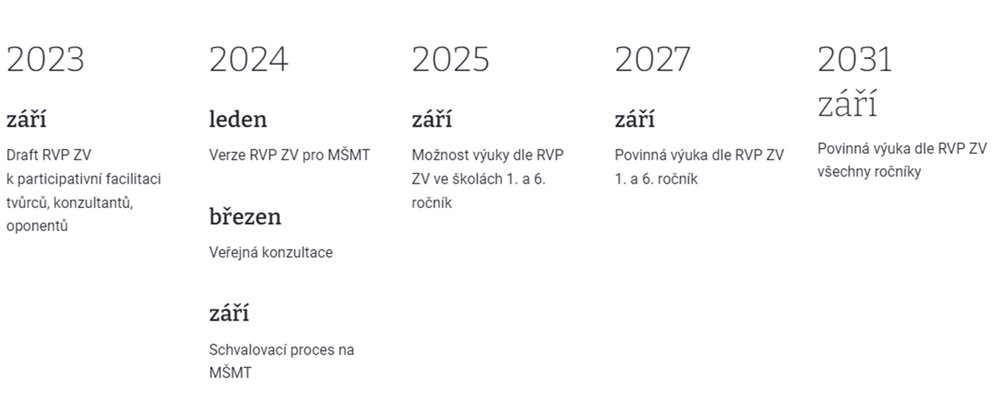 2023
září
Draft RVP ZV
k participativní facilitaci
tvůrců, konzultantů,
oponentů
2024
leden
Verze RVP ZV pro MŠMT
březen
Veřejná konzultace
září
Schvalovací proces na
MŠMT
2025
září
Možnost výuky dle RVP
ZV ve školách 1. a 6.
ročník
2027
září
Povinná výuka dle RVP ZV
1. a 6. ročník
2031
září
Povinná výuka dle RVP ZV
všechny ročníky